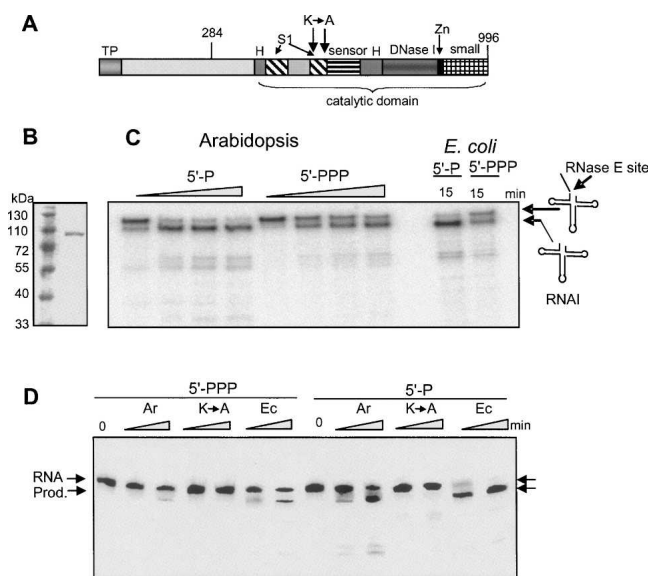 A
K→A
Zn
284
S1
996
TP
H
sensor
H
DNase I
small
catalytic domain
B
C
Arabidopsis
E. coli
5'-P
5'-PPP
5'-P
5'-PPP
RNase E site
15
15
min
kDa
130
110
72
55
40
33
RNAI
D
5'-PPP
5'-P
0
Ar
K→A
Ec
0
Ar
K→A
Ec
min
RNA
Prod.